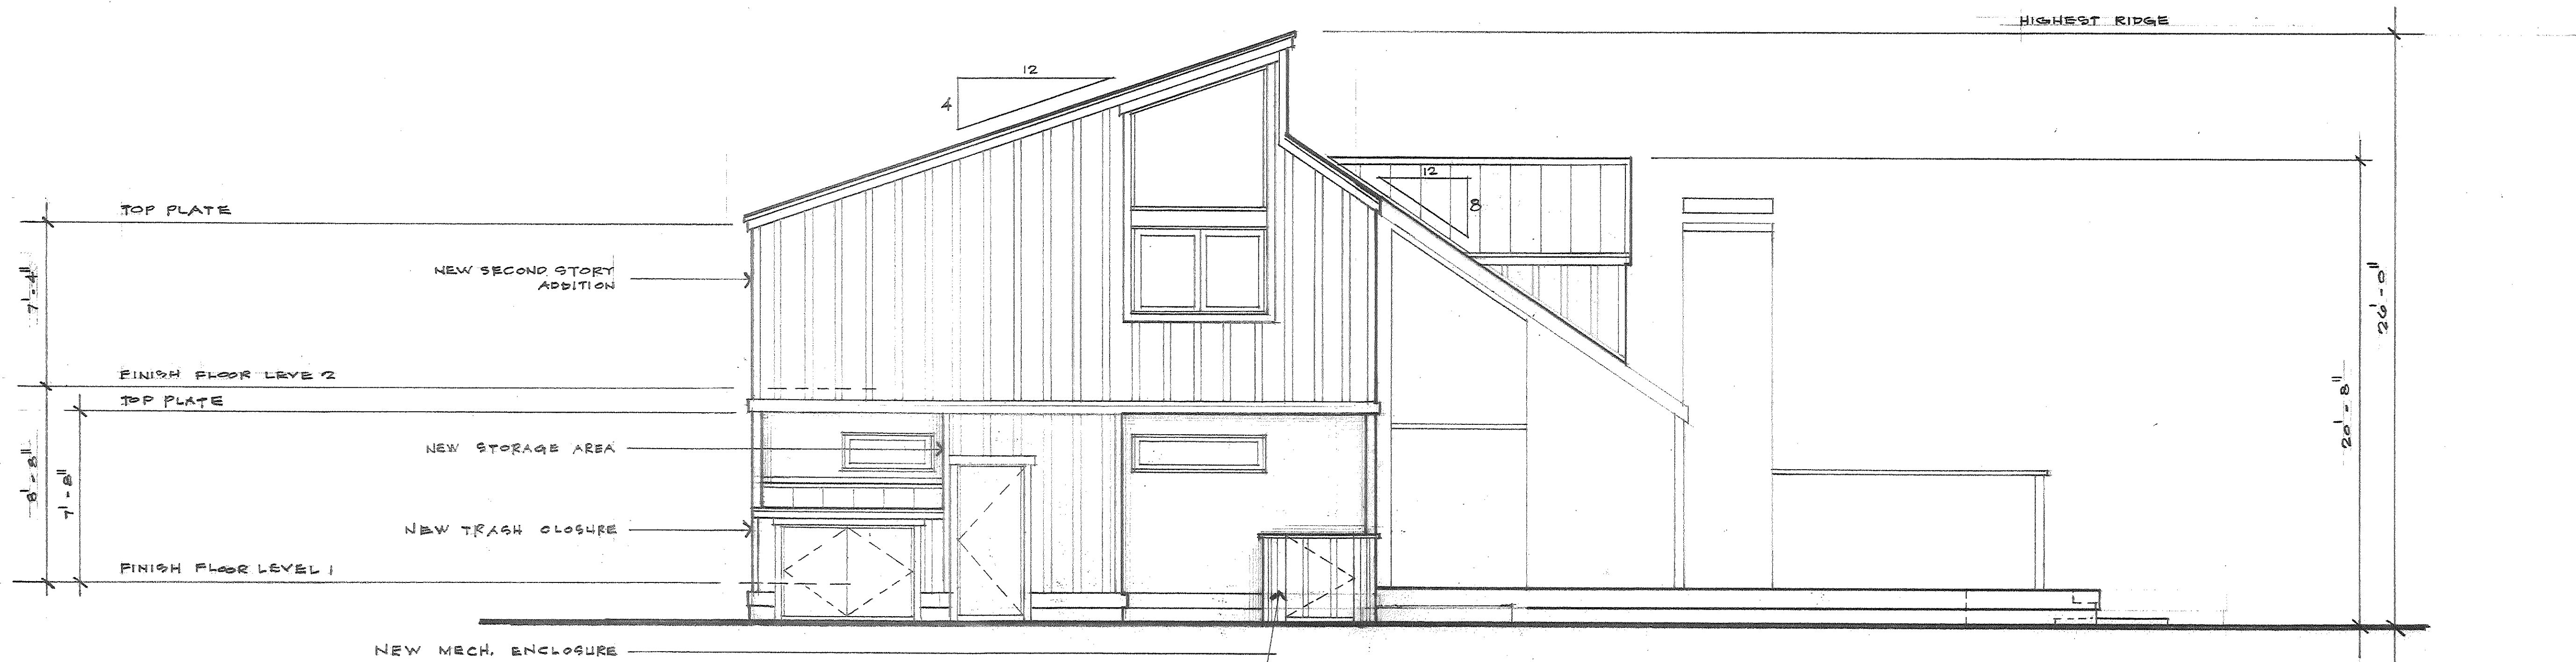 HIGHEST RIDGE
12
4
12
8
TOP PLATE
7'-4"
NEW SECOND STORY
ADDITION
26'-0"
FINISH FLOOR LEVE 2
TOP PLATE
20'-8"
NEW STORAGE AREA
8'-8"
7'-8"
NEW TRASH CLOSURE
FINISH FLOOR LEVEL 1
NEW MECH. ENCLOSURE